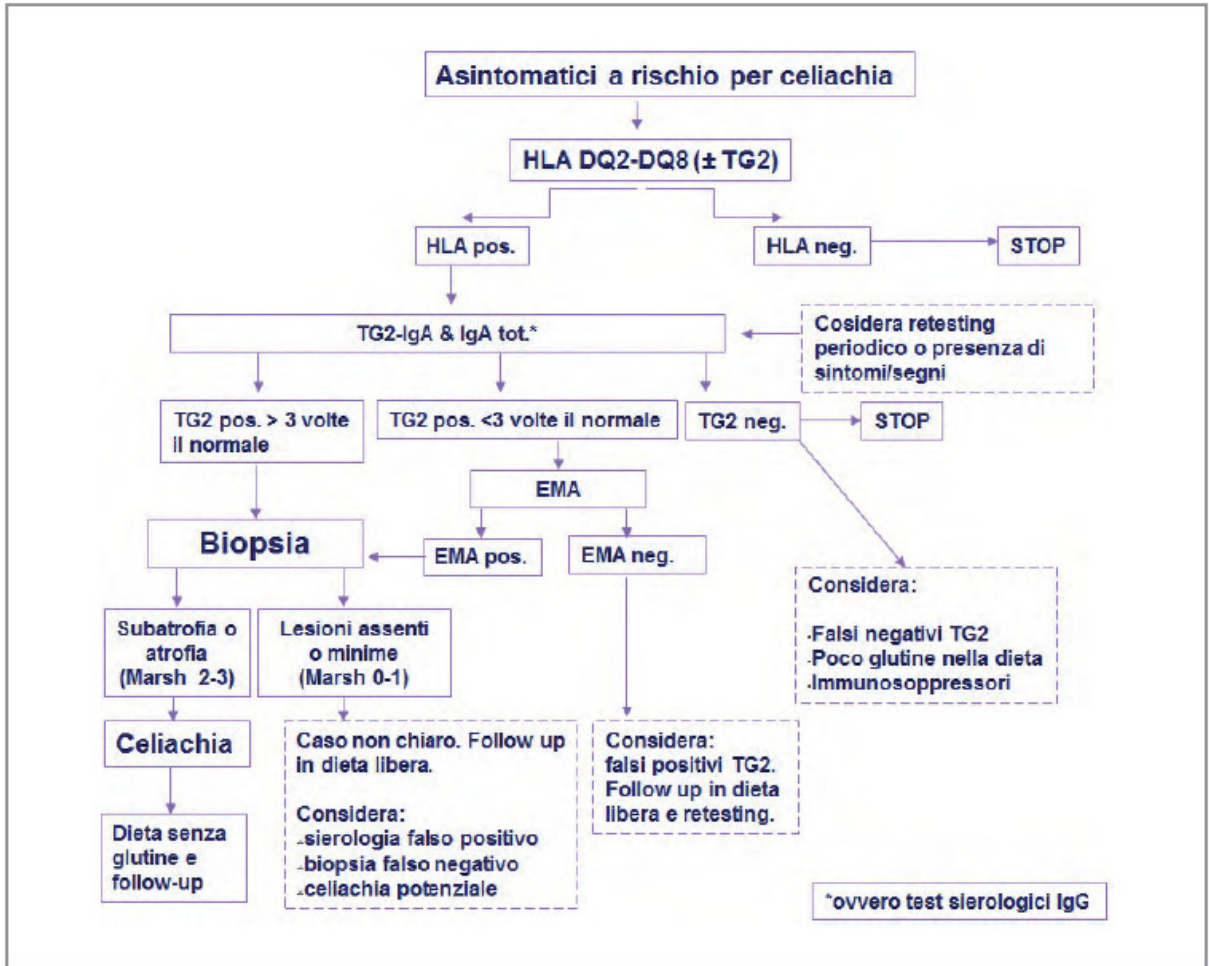 Asintomatici a rischio per celiachia
HLA DQ2-DQ8 (± TG2)
HLA pos.
HLA neg.
STOP
TG2-IgA & IgA tot.*
Cosidera retesting
periodico o presenza di
sintomi/segni
TG2 pos. > 3 volte
il normale
TG2 pos. <3 volte il normale
TG2 neg.
STOP
EMA
Biopsia
EMA pos.
EMA neg.
Considera:
-Falsi negativi TG2
-Poco glutine nella dieta
-Immunosoppressori
Subatrofia o
atrofia
(Marsh 2-3)
Lesioni assenti
o minime
(Marsh 0-1)
Celiachia
Caso non chiaro. Follow up
in dieta libera.
Considera:
-sierologia falso positivo
-biopsia falso negativo
-celiachia potenziale
Considera:
falsi positivi TG2.
Follow up in dieta
libera e retesting.
Dieta senza
glutine e
follow-up
*ovvero test sierologici IgG